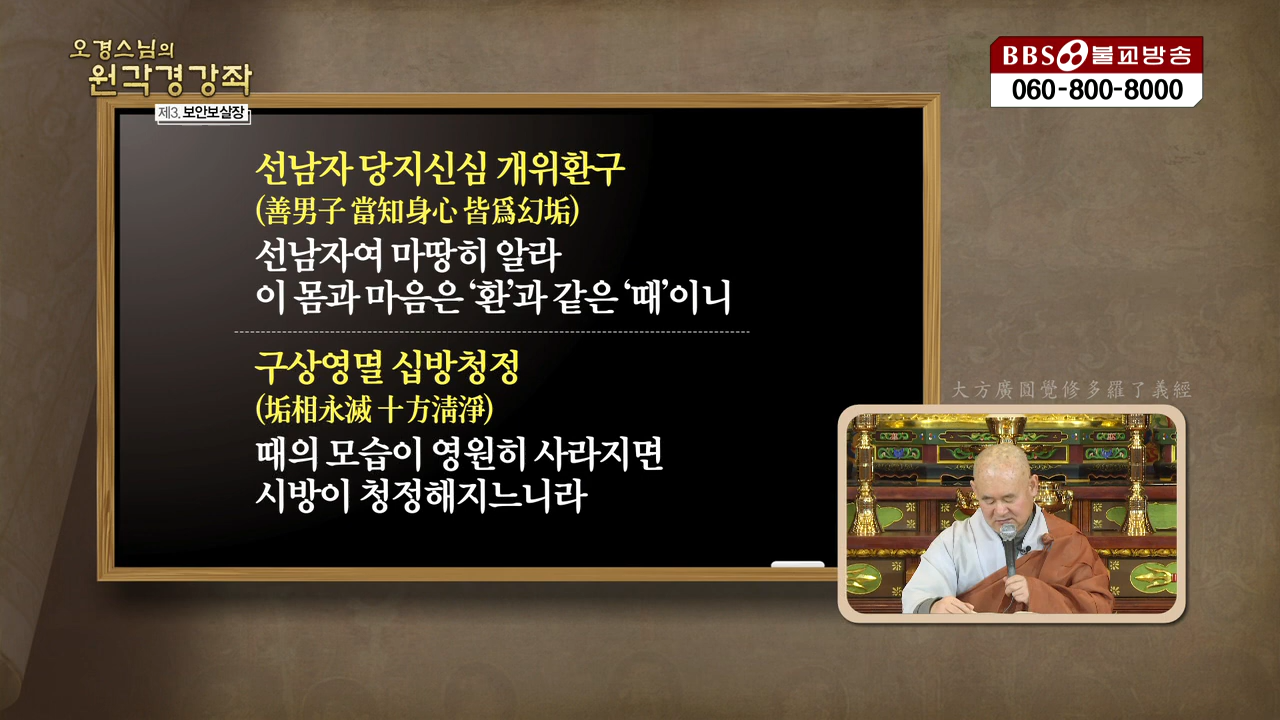 오경스님의
원각경강좌
제3. 보안보살장
BBS 불교방송
060-800-8000
선남자 당지신심 개위환구
(善男子 當知身心 皆爲幻垢)
선남자여 마땅히 알라
이 몸과 마음은 ‘환’과 같은 ‘때’이니
구상영멸 십방청정
(垢相永滅 十方淸淨)
때의 모습이 영원히 사라지면
시방이 청정해지느니라
大方廣圓覺修多羅了義經